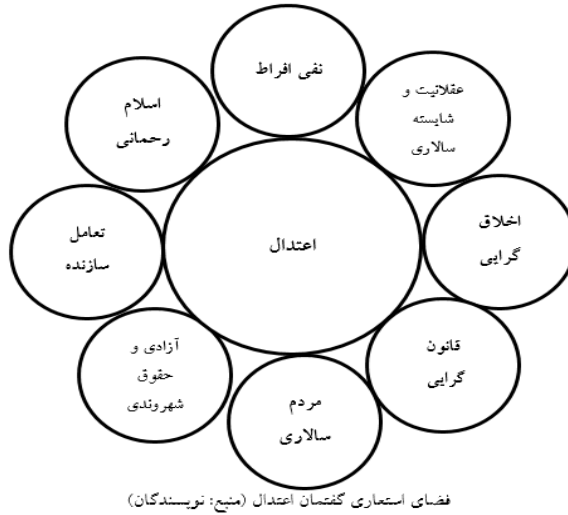 نفی افراط
عقلانیت و
شایسته
سالاری
اخلاق
گرایی
قانون
گرایی
مردم
سالاری
آزادی و
حقوق
شهروندی
تعامل
سازنده
اسلام
رحمانی
اعتدال
فضای استعاری گفتمان اعتدال (منبع: نویسندگان)